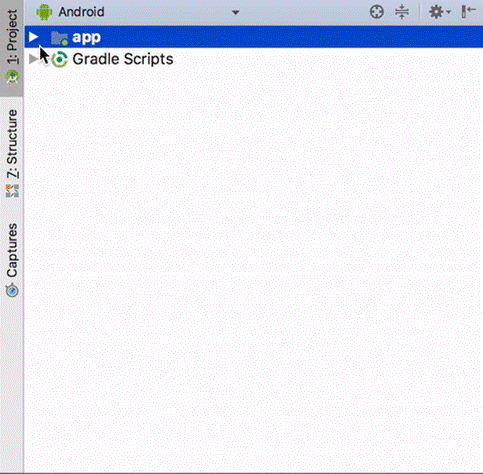 Android
app
Gradle Scripts
1: Project
Z: Structure
Captures